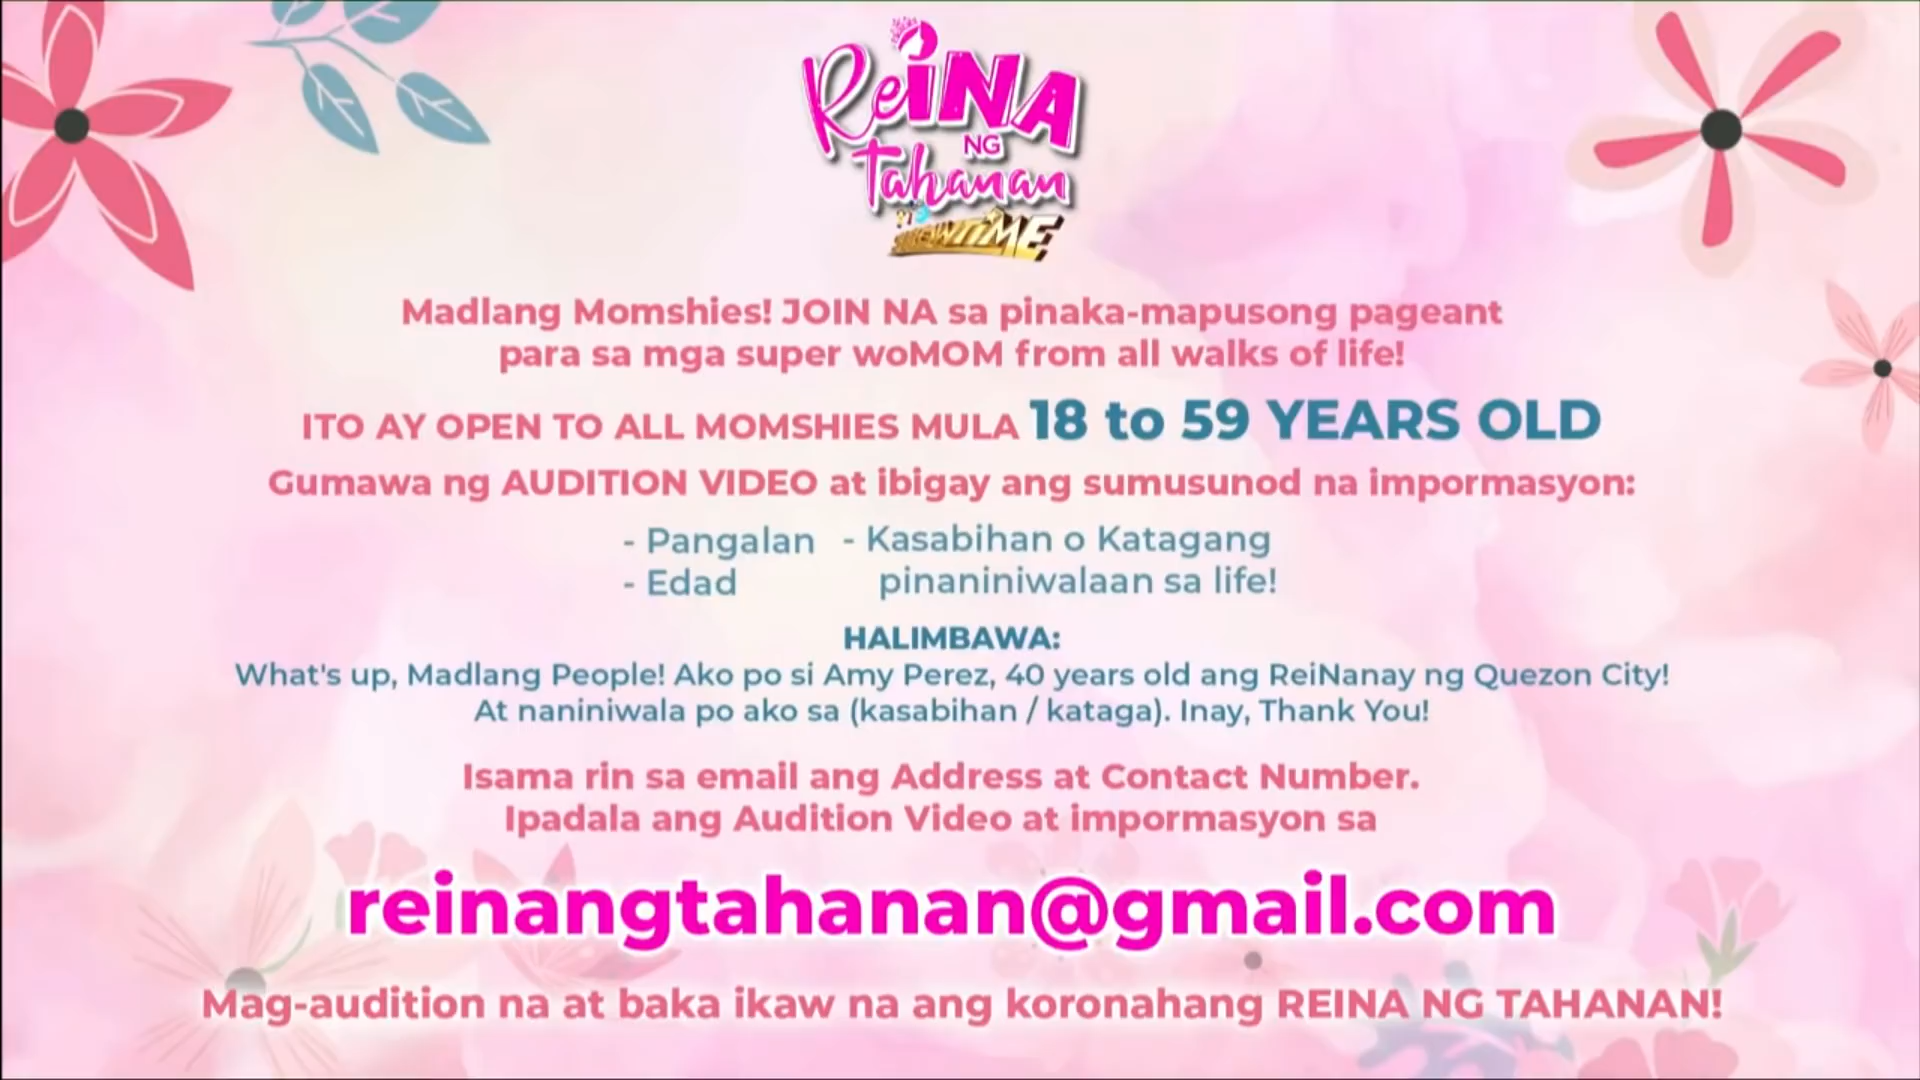 ReiNA
NG
Tahanan
SHOWTIME
Madlang Momshies! JOIN NA sa pinaka-mapusong pageant
para sa mga super woMOM from all walks of life!
ITO AY OPEN TO ALL MOMSHIES MULA 18 to 59 YEARS OLD
Gumawa ng AUDITION VIDEO at ibigay ang sumusunod na impormasyon:
- Pangalan - Kasabihan o Katagang
- Edad pinaniniwalaan sa life!
HALIMBAWA:
What's up, Madlang People! Ako po si Amy Perez, 40 years old ang ReiNanay ng Quezon City!
At naniniwala po ako sa (kasabihan / kataga). Inay, Thank You!
Isama rin sa email ang Address at Contact Number.
Ipadala ang Audition Video at impormasyon sa
reinangtahanan@gmail.com
Mag-audition na at baka ikaw na ang koronahang REINA NG TAHANAN!